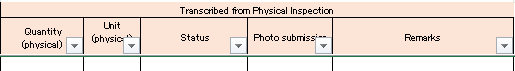 Transcribed from Physical Inspection
Quantity
(physical)
Unit
(physical)
Status
Photo submission
Remarks